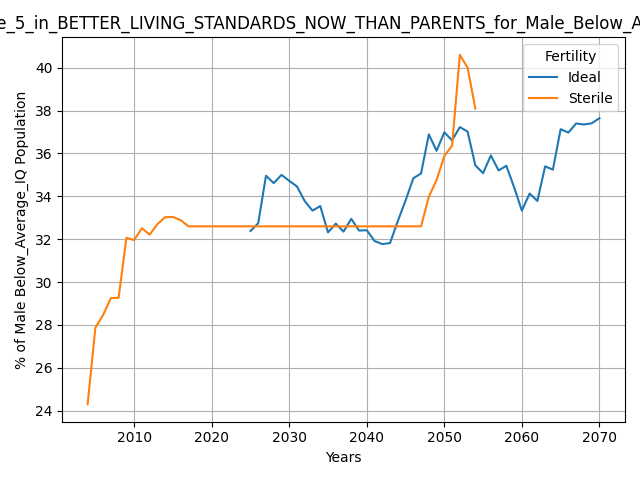 e_5_in_BETTER_LIVING_STANDARDS_NOW_THAN_PARENTS_for_Male_Below_A
Fertility
Ideal
Sterile
% of Male Below_Average_IQ Population
40
38
36
34
32
30
28
26
24
2010 2020 2030 2040 2050 2060 2070
Years